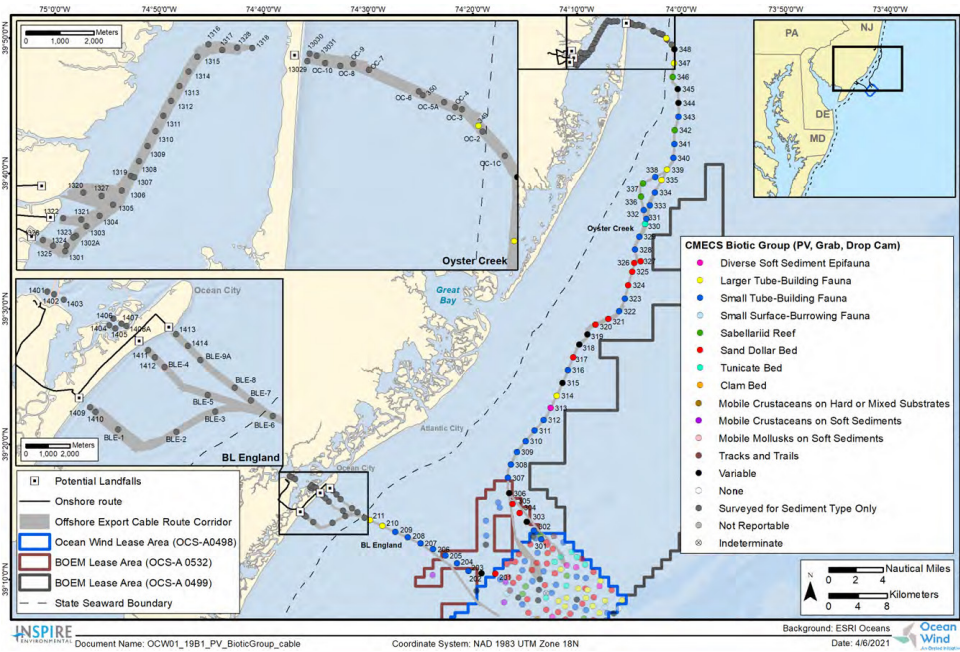 75°0'0"W
74°50'0"W
74°40'0"W
74°30'0"W
74°20'0"W
74°10'0"W
74°0'0"W
73°50'0"W
73°40'0"W
39°50'0"N
39°40'0"N
39°30'0"N
39°20'0"N
39°10'0"N
0 1,000 2,000 Meters
1316
1317
1328
1318
1315
1314
1313
1312
1311
1310
1309
1308
1319
1307
1320
1327
1306
1305
1322
1321
1304
1323
1303
1324
1302A
1325
1301
13030
13031
13029
OC-10
OC-8
OC-9
OC-7
OC-6
OC-5A
OC-4
OC-3
OC-2
OC-1C
Oyster Creek
348
347
346
345
344
343
342
341
340
339
338
335
337
334
336
333
332
331
330
329
328
326
327
325
324
323
322
321
320
319
318
317
316
315
314
313
312
311
310
309
308
307
306
305
304
303
302
301
Oyster Creek
Great
Bay
Atlantic City
Ocean City
PA
NJ
DE
MD
1401
1402
1403
1406
1407
1404
1405
1408A
1413
1414
1411
1412
BLE-4
BLE-9A
BLE-8
BLE-5
BLE-7
BLE-3
BLE-6
1409
1410
BLE-1
BLE-2
Ocean City
0 1,000 2,000 Meters
BL England
211
210
209
208
207
206
205
204
203
202
201
BL England
Potential Landfalls
Onshore route
Offshore Export Cable Route Corridor
Ocean Wind Lease Area (OCS-A0498)
BOEM Lease Area (OCS-A 0532)
BOEM Lease Area (OCS-A 0499)
State Seaward Boundary
CMECS Biotic Group (PV, Grab, Drop Cam)
Diverse Soft Sediment Epifauna
Larger Tube-Building Fauna
Small Tube-Building Fauna
Small Surface-Burrowing Fauna
Sabellariid Reef
Sand Dollar Bed
Tunicate Bed
Clam Bed
Mobile Crustaceans on Hard or Mixed Substrates
Mobile Crustaceans on Soft Sediments
Mobile Mollusks on Soft Sediments
Tracks and Trails
Variable
None
Surveyed for Sediment Type Only
Not Reportable
Indeterminate
N
0 2 4 Nautical Miles
0 4 8 Kilometers
INSPIRE
ENVIRONMENTAL
Document Name: OCW01_19B1_PV_BioticGroup_cable
Coordinate System: NAD 1983 UTM Zone 18N
Background: ESRI Oceans
Date: 4/6/2021
Ocean
Wind